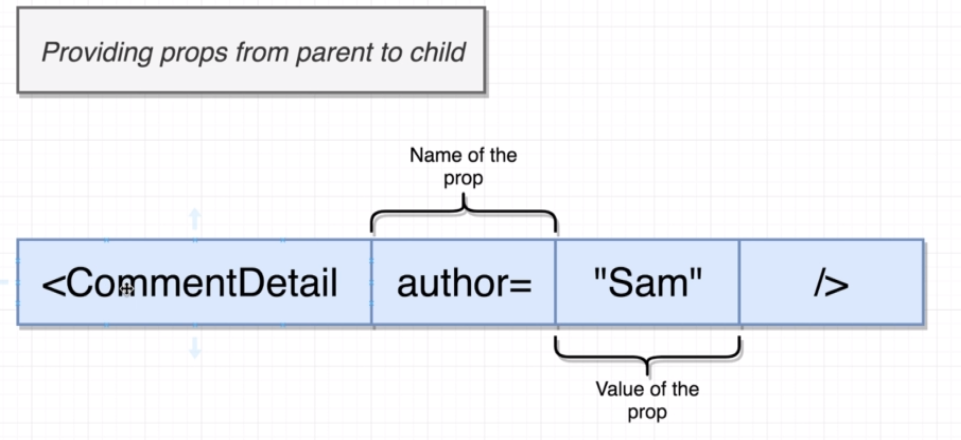 Providing props from parent to child
Name of the
prop
<CommentDetail author= "Sam" />
Value of the
prop